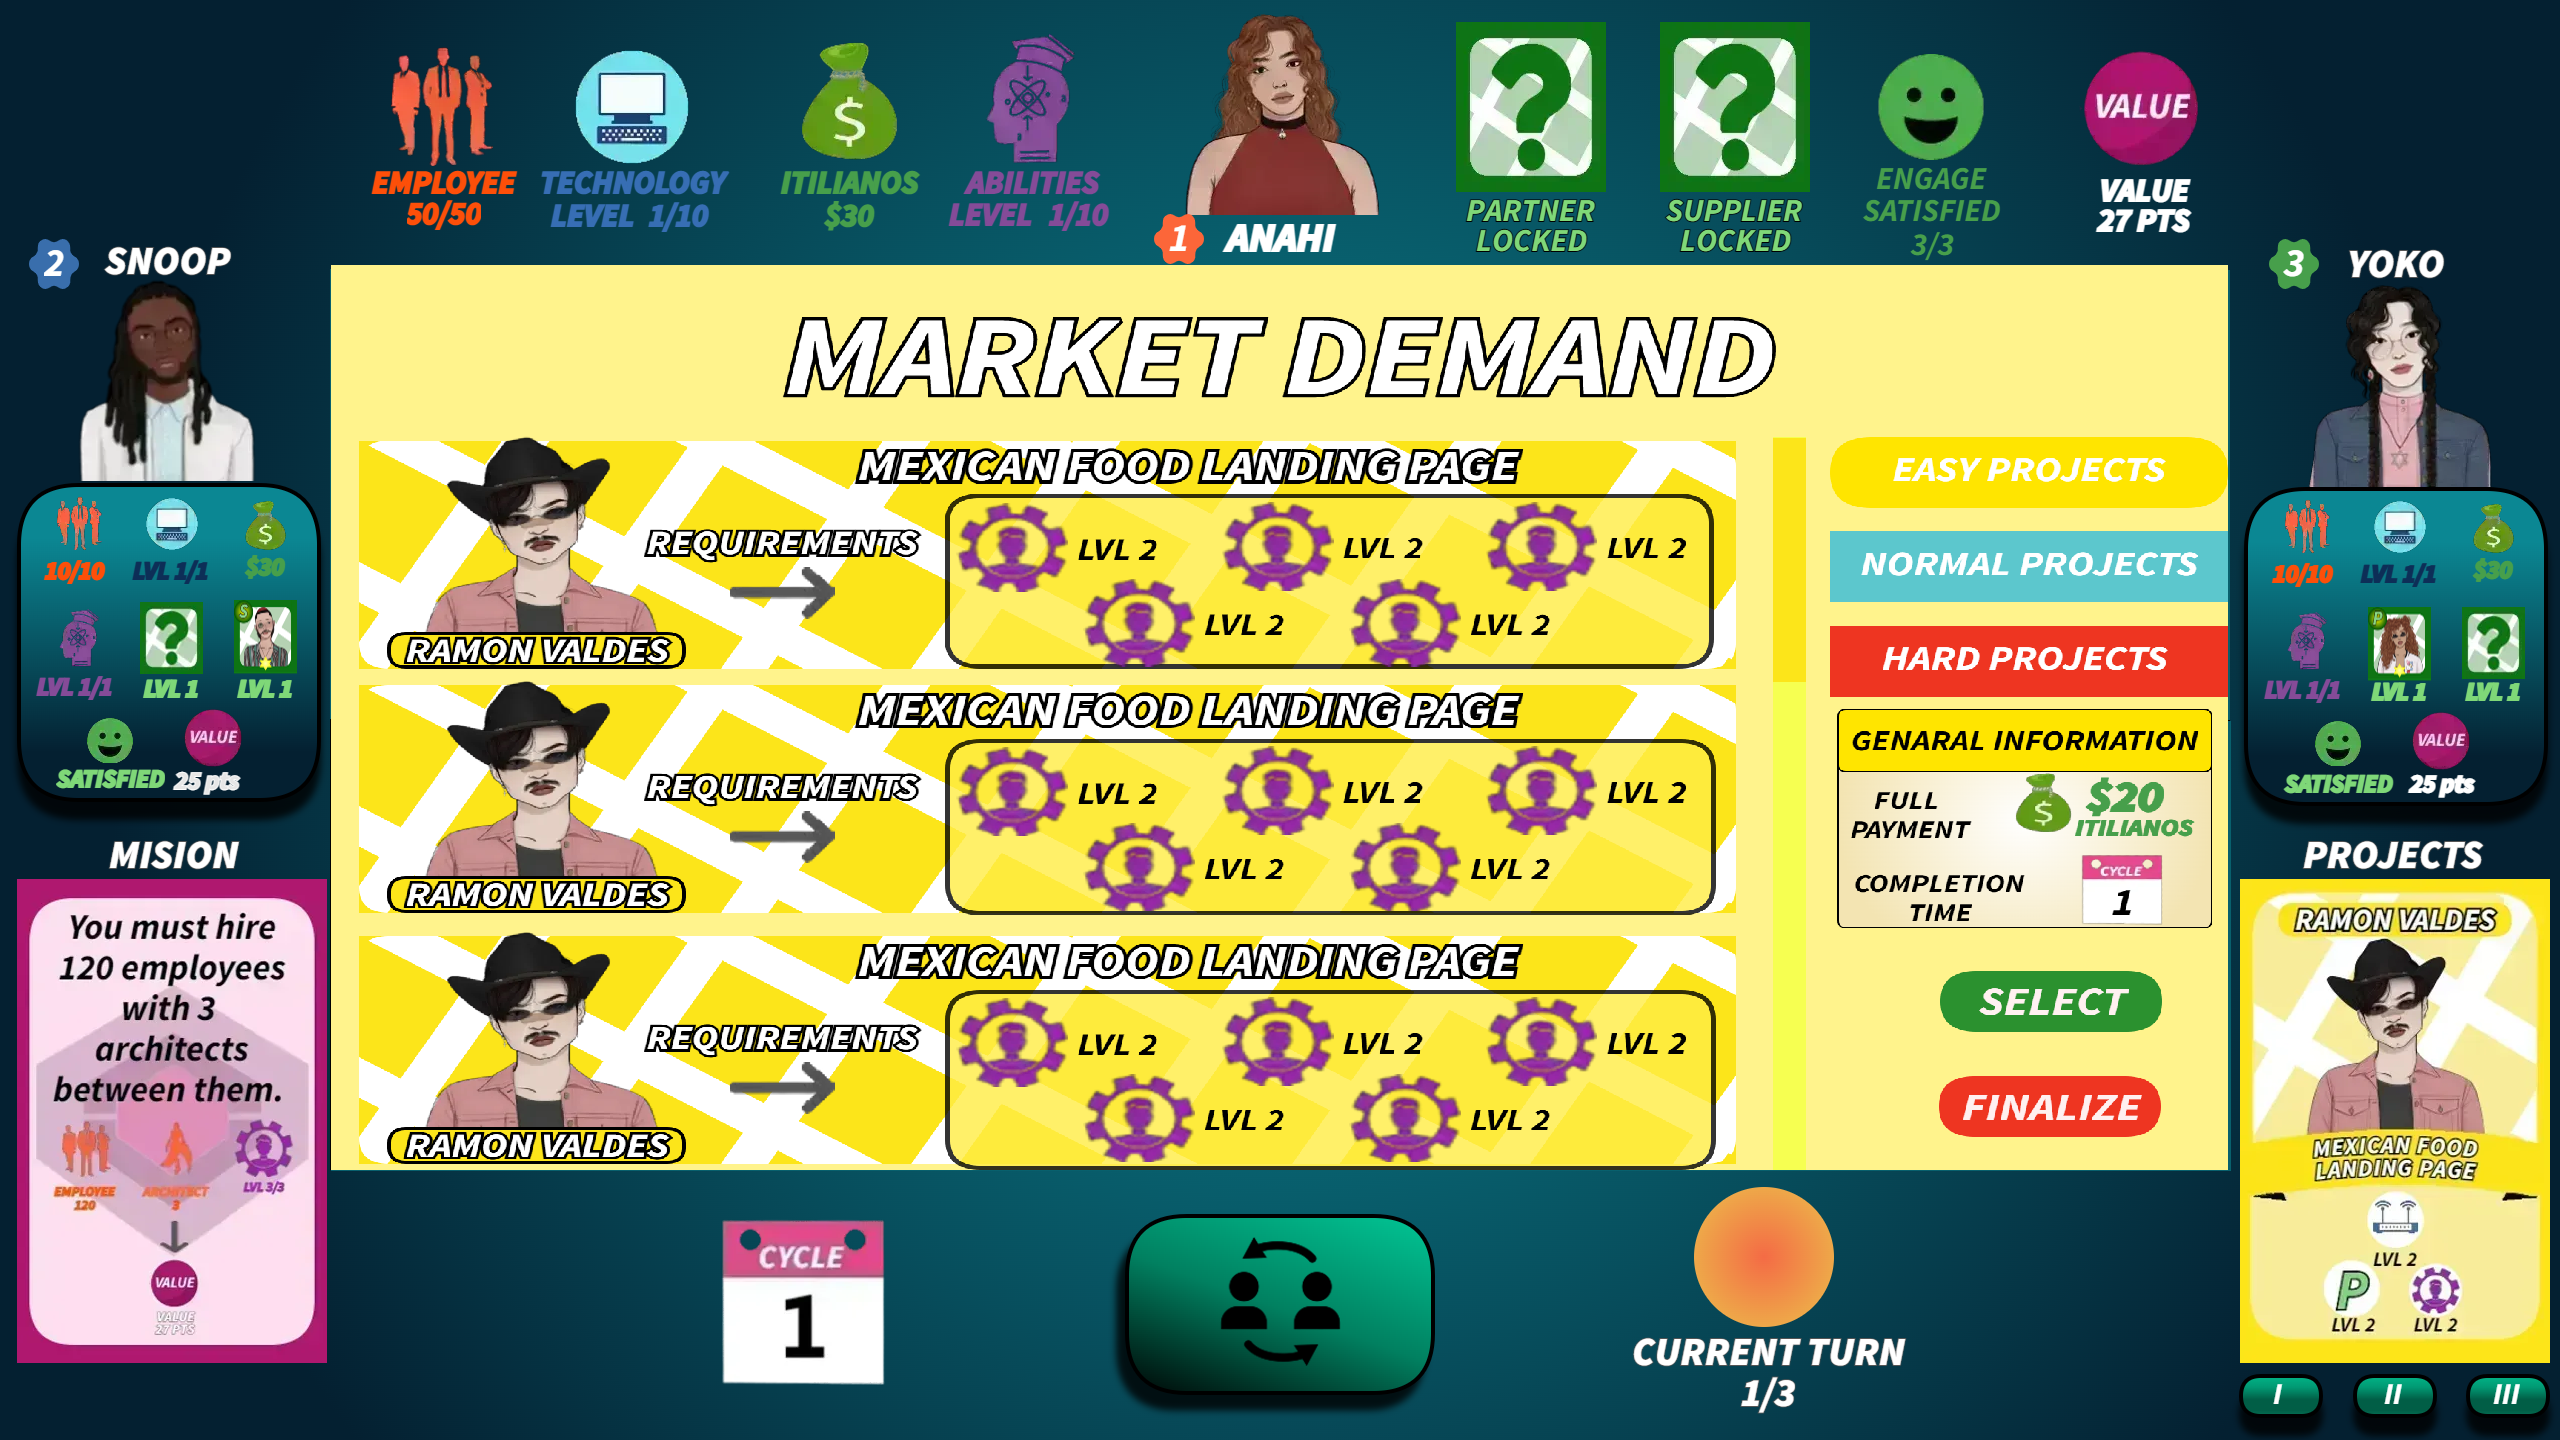 EMPLOYEE
50/50
TECHNOLOGY
LEVEL 1/10
$
ITILIANOS
$30
ABILITIES
LEVEL 1/10
1 ANAHI
?
PARTNER
LOCKED
?
SUPPLIER
LOCKED
ENGAGE
SATISFIED
3/3
VALUE
VALUE
27 PTS
2 SNOOP
10/10
LVL 1/1
$
$30
LVL 1/1
?
LVL 1
S
LVL 1
SATISFIED
VALUE
25 pts
MISION
You must hire
120 employees
with 3
architects
between them.
EMPLOYEE
120
ARCHITECT
3
LVL 3/3
VALUE
VALUE
27 PTS
MARKET DEMAND
MEXICAN FOOD LANDING PAGE
REQUIREMENTS
RAMON VALDES
LVL 2 LVL 2 LVL 2
LVL 2 LVL 2
MEXICAN FOOD LANDING PAGE
REQUIREMENTS
RAMON VALDES
LVL 2 LVL 2 LVL 2
LVL 2 LVL 2
MEXICAN FOOD LANDING PAGE
REQUIREMENTS
RAMON VALDES
LVL 2 LVL 2 LVL 2
LVL 2 LVL 2
EASY PROJECTS
NORMAL PROJECTS
HARD PROJECTS
GENARAL INFORMATION
FULL
PAYMENT
$
$20
ITILIANOS
COMPLETION
TIME
CYCLE
1
SELECT
FINALIZE
3 YOKO
10/10
LVL 1/1
$
$30
LVL 1/1
P
LVL 1
?
LVL 1
SATISFIED
VALUE
25 pts
PROJECTS
RAMON VALDES
MEXICAN FOOD
LANDING PAGE
LVL 2
P
LVL 2 LVL 2
I II III
CYCLE
1
CURRENT TURN
1/3